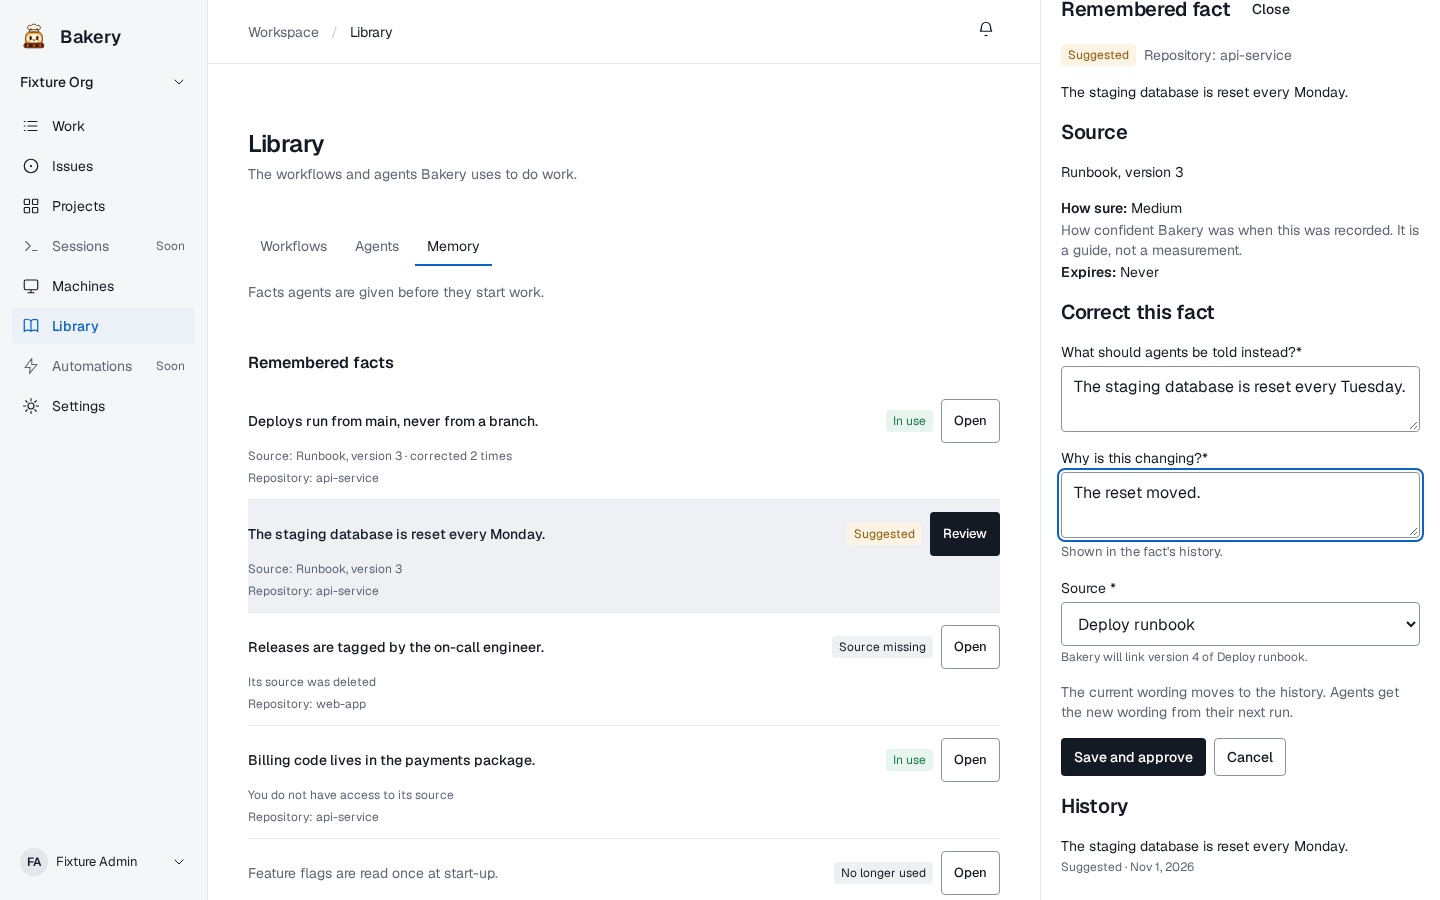 Bakery
Fixture Org
Work
Issues
Projects
Sessions Soon
Machines
Library
Automations Soon
Settings
FA Fixture Admin
Workspace / Library
Library
The workflows and agents Bakery uses to do work.
Workflows Agents Memory
Facts agents are given before they start work.
Remembered facts
Deploys run from main, never from a branch. In use Open
Source: Runbook, version 3 · corrected 2 times
Repository: api-service
The staging database is reset every Monday. Suggested Review
Source: Runbook, version 3
Repository: api-service
Releases are tagged by the on-call engineer. Source missing Open
Its source was deleted
Repository: web-app
Billing code lives in the payments package. In use Open
You do not have access to its source
Repository: api-service
Feature flags are read once at start-up. No longer used Open
Remembered fact Close
Suggested Repository: api-service
The staging database is reset every Monday.
Source
Runbook, version 3
How sure: Medium
How confident Bakery was when this was recorded. It is
a guide, not a measurement.
Expires: Never
Correct this fact
What should agents be told instead?*
The staging database is reset every Tuesday.
Why is this changing?*
The reset moved.
Shown in the fact's history.
Source *
Deploy runbook
Bakery will link version 4 of Deploy runbook.
The current wording moves to the history. Agents get
the new wording from their next run.
Save and approve Cancel
History
The staging database is reset every Monday.
Suggested · Nov 1, 2026